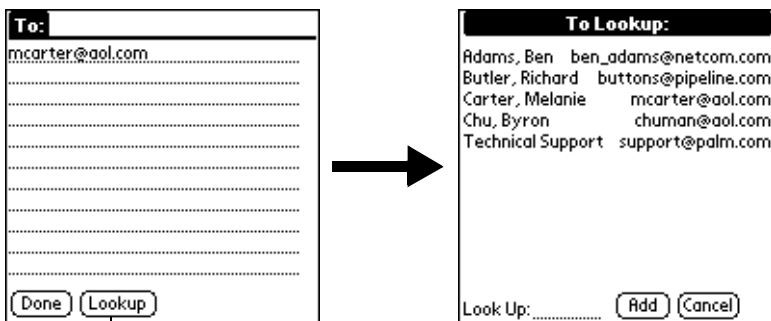 To:
mcarter@aol.com
Done Lookup
To Lookup:
Adams, Ben ben_adams@netcom.com
Butler, Richard buttons@pipeline.com
Carter, Melanie mcarter@aol.com
Chu, Byron chuman@aol.com
Technical Support support@palm.com
Look Up: Add Cancel